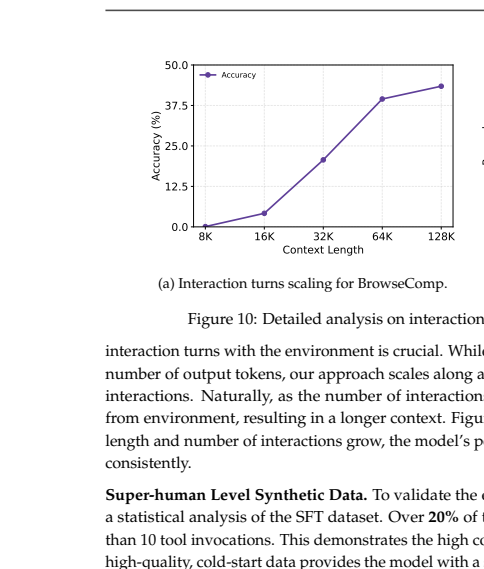 50.0
37.5
25.0
12.5
0.0
Accuracy (%)
Accuracy
8K 16K 32K 64K 128K
Context Length
(a) Interaction turns scaling for BrowseComp.
Figure 10: Detailed analysis on interaction
interaction turns with the environment is crucial. While
number of output tokens, our approach scales along a
interactions. Naturally, as the number of interactions
from environment, resulting in a longer context. Figu
length and number of interactions grow, the model's pe
consistently.
Super-human Level Synthetic Data. To validate the e
a statistical analysis of the SFT dataset. Over 20% of t
than 10 tool invocations. This demonstrates the high co
high-quality, cold-start data provides the model with a